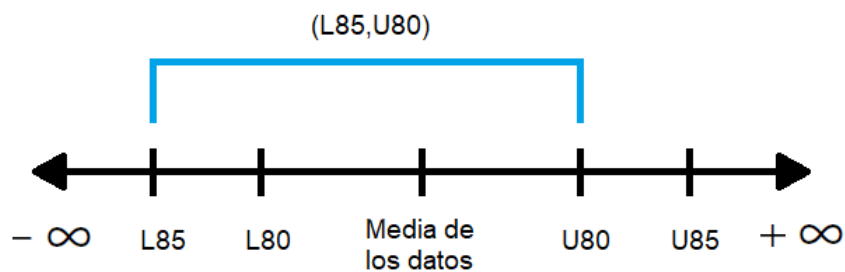 (L85,U80)
− ∞ L85 L80 Media de los datos U80 U85 + ∞